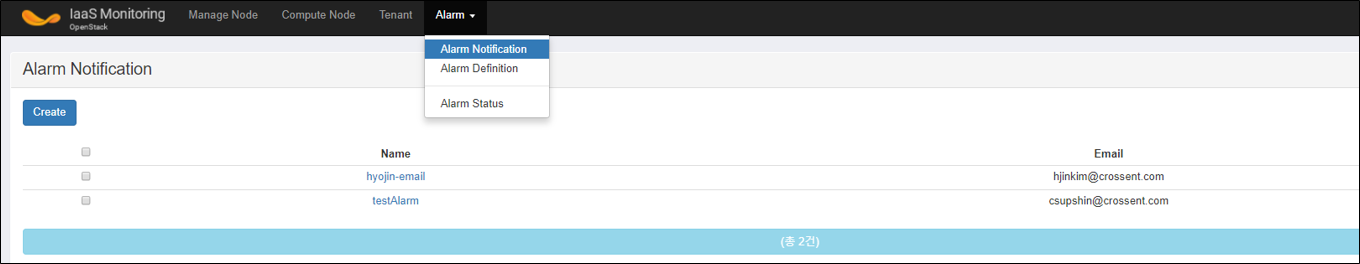 IaaS Monitoring
OpenStack
Manage Node
Compute Node
Tenant
Alarm
Alarm Notification
Alarm Definition
Alarm Status
Alarm Notification
Create
Name Email
hyojin-email hjinkim@crossent.com
testAlarm csupshin@crossent.com
(총 2건)